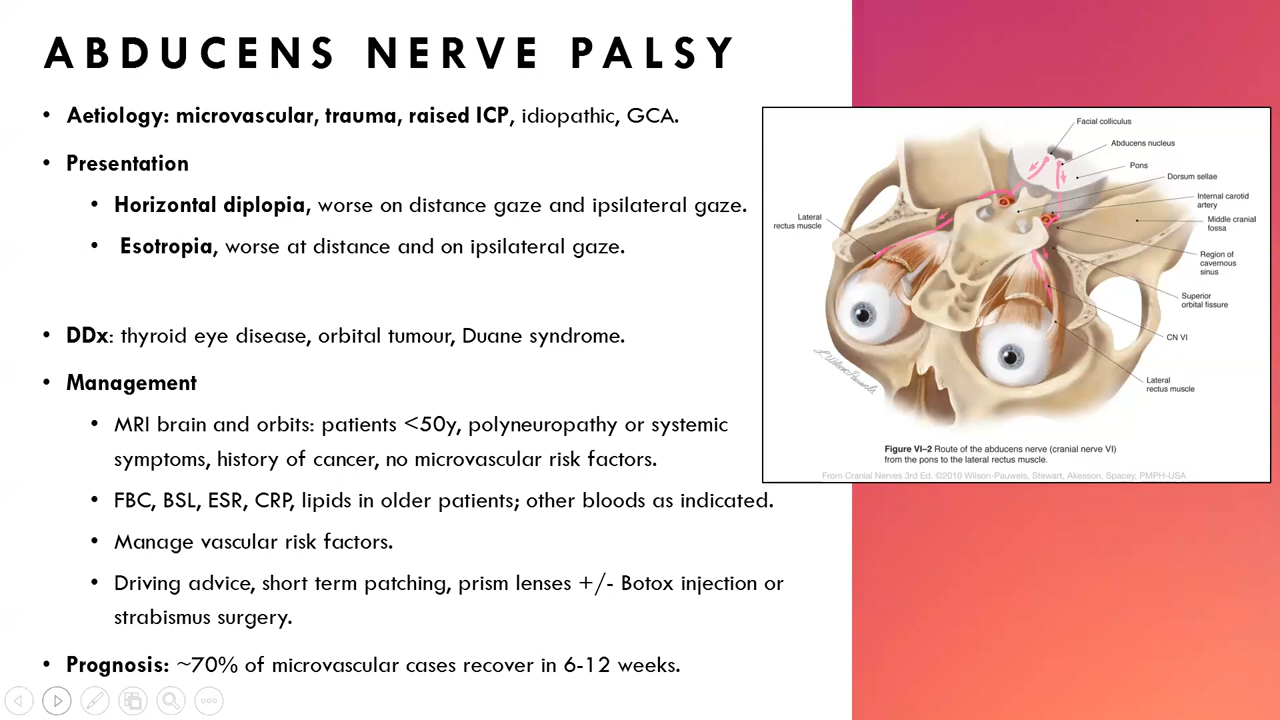 ABDUCENS NERVE PALSY
• Aetiology: microvascular, trauma, raised ICP, idiopathic, GCA.
• Presentation
• Horizontal diplopia, worse on distance gaze and ipsilateral gaze.
• Esotropia, worse at distance and on ipsilateral gaze.
• DDx: thyroid eye disease, orbital tumour, Duane syndrome.
• Management
• MRI brain and orbits: patients <50y, polyneuropathy or systemic
symptoms, history of cancer, no microvascular risk factors.
• FBC, BSL, ESR, CRP, lipids in older patients; other bloods as indicated.
• Manage vascular risk factors.
• Driving advice, short term patching, prism lenses +/- Botox injection or
strabismus surgery.
• Prognosis: ~70% of microvascular cases recover in 6-12 weeks.
Facial colliculus
Abducens nucleus
Pons
Dorsum sellae
Internal carotid
artery
Middle cranial
fossa
Region of
cavernous
sinus
Superior
orbital fissure
CN VI
Lateral
rectus muscle
Lateral
rectus muscle
L. Wilson-Pauwels
Figure VI–2 Route of the abducens nerve (cranial nerve VI)
from the pons to the lateral rectus muscle.
From Cranial Nerves 3rd Ed. ©2010 Wilson-Pauwels, Stewart, Akesson, Spacey, PMPH-USA